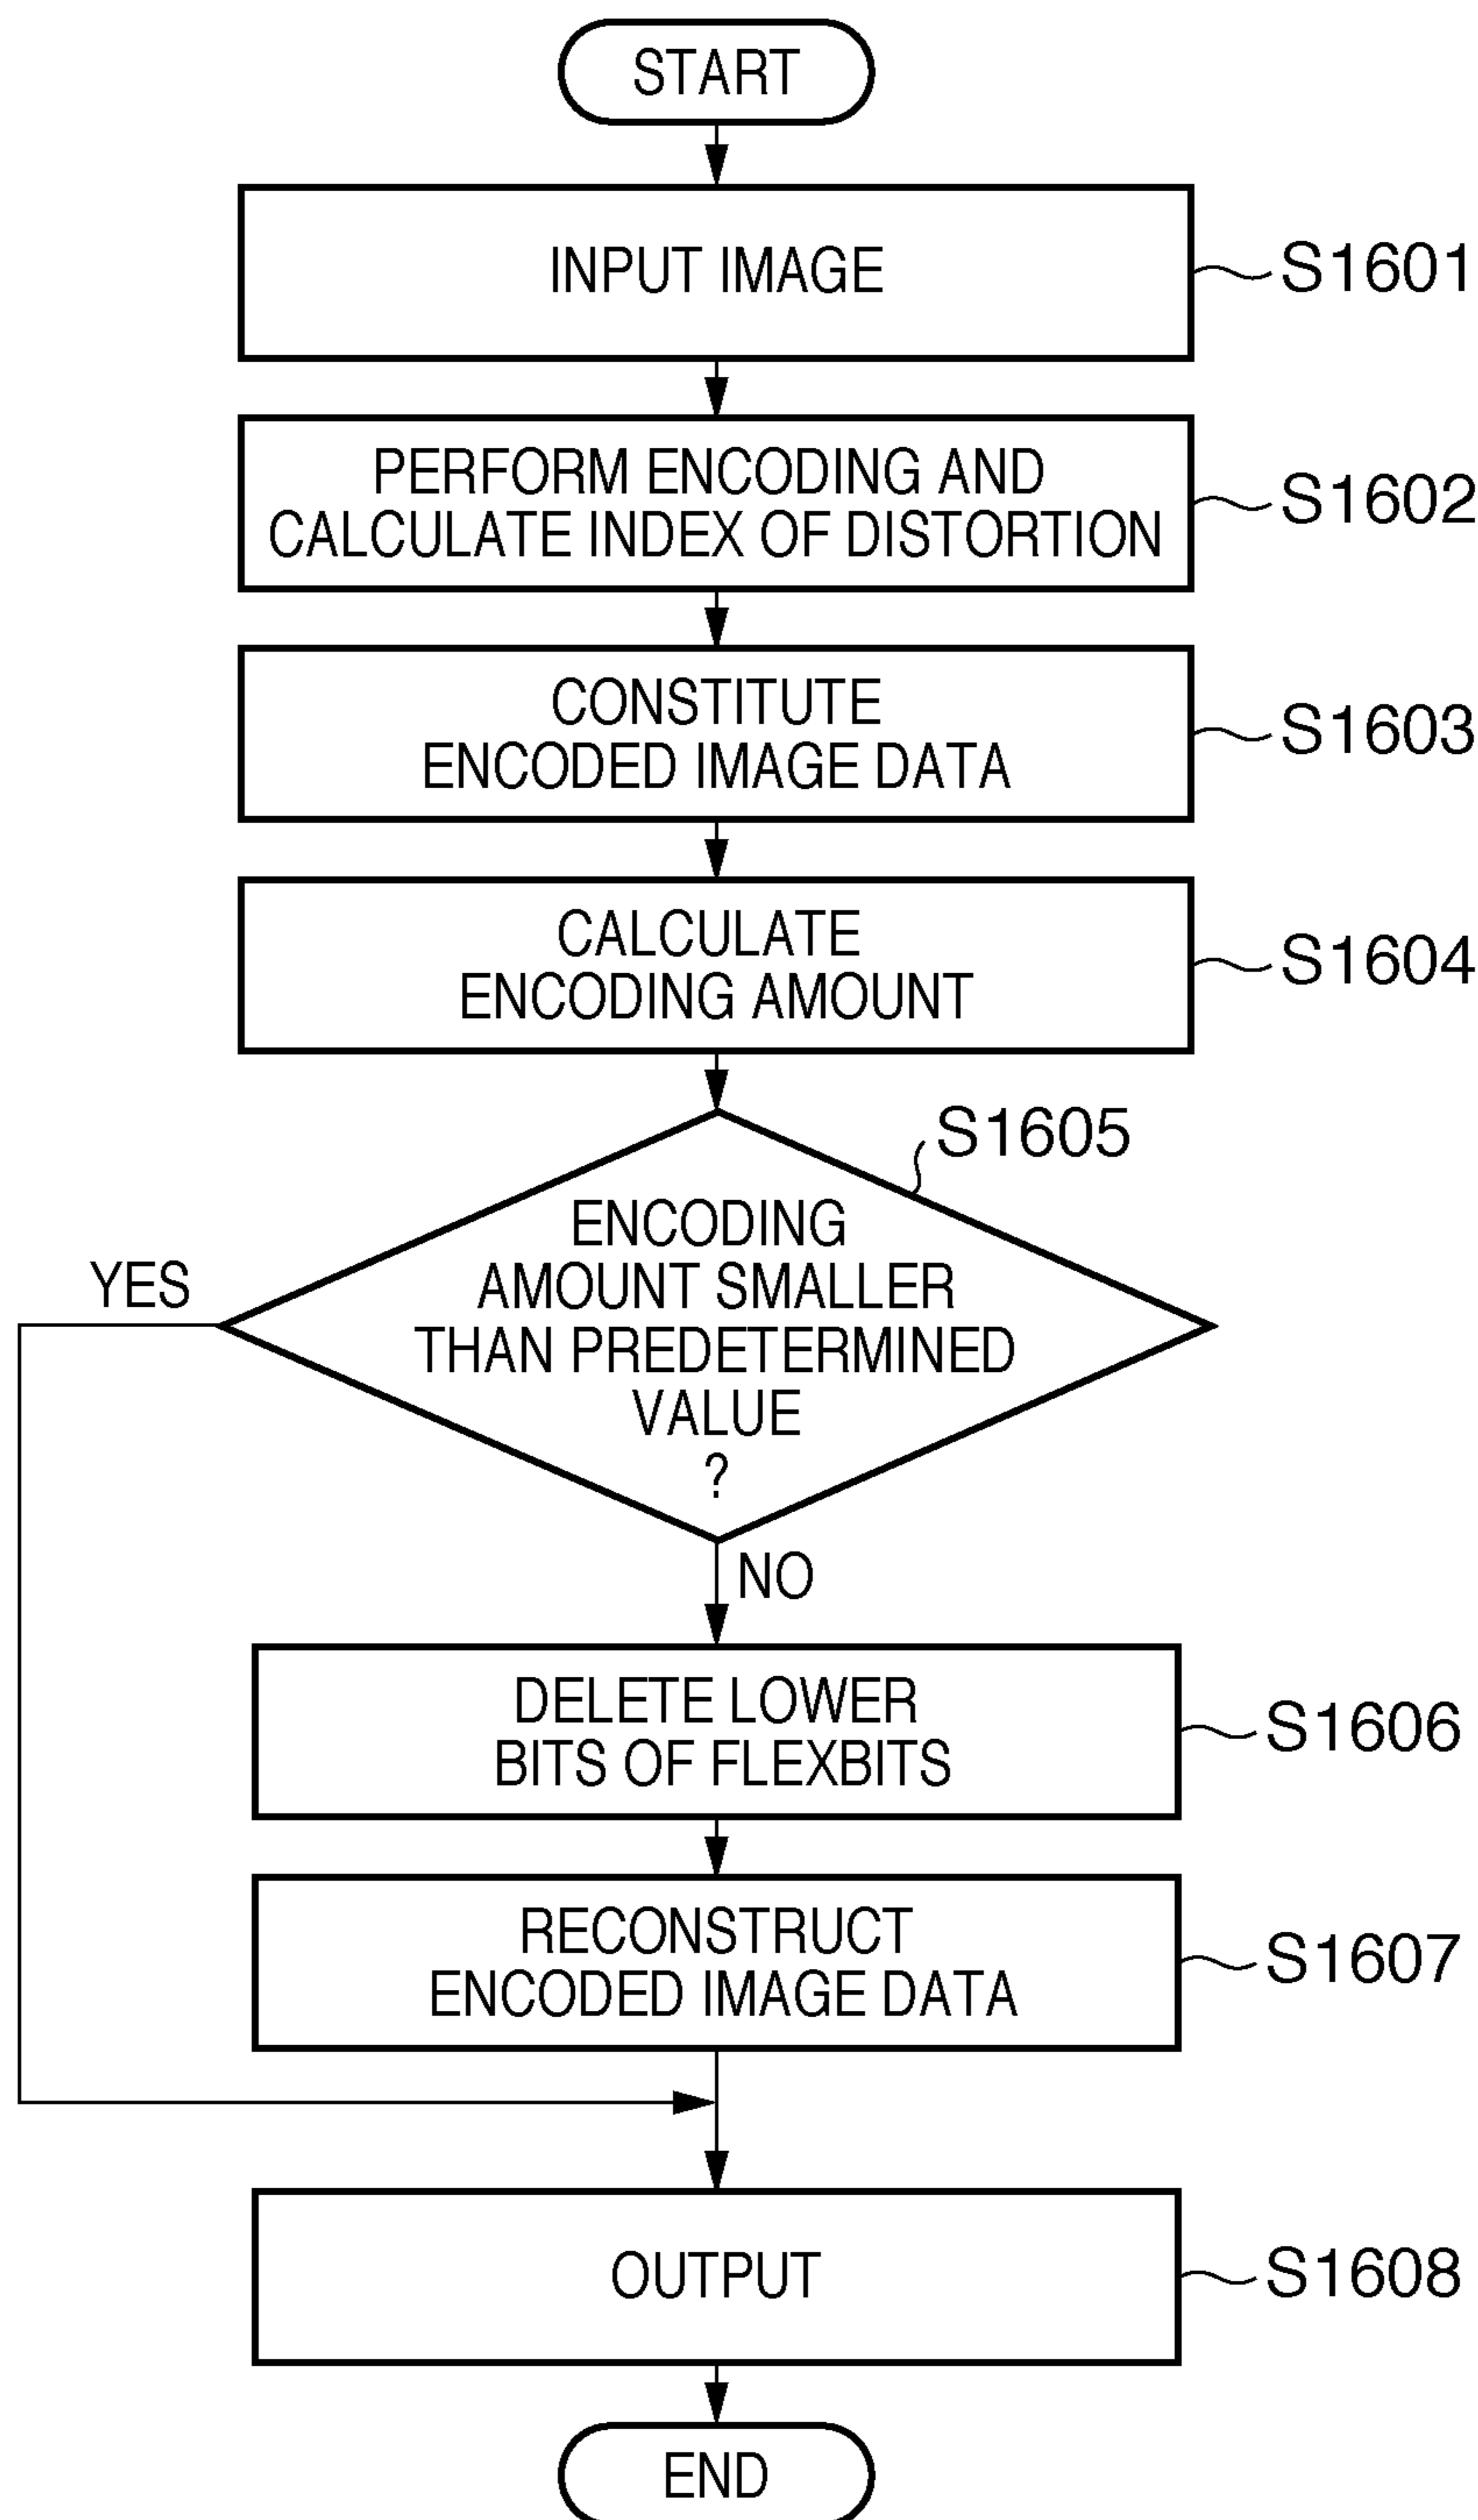 START
INPUT IMAGE
S1601
PERFORM ENCODING AND
CALCULATE INDEX OF DISTORTION
S1602
CONSTITUTE
ENCODED IMAGE DATA
S1603
CALCULATE
ENCODING AMOUNT
S1604
S1605
ENCODING
AMOUNT SMALLER
THAN PREDETERMINED
VALUE
?
YES
NO
DELETE LOWER
BITS OF FLEXBITS
S1606
RECONSTRUCT
ENCODED IMAGE DATA
S1607
OUTPUT
S1608
END